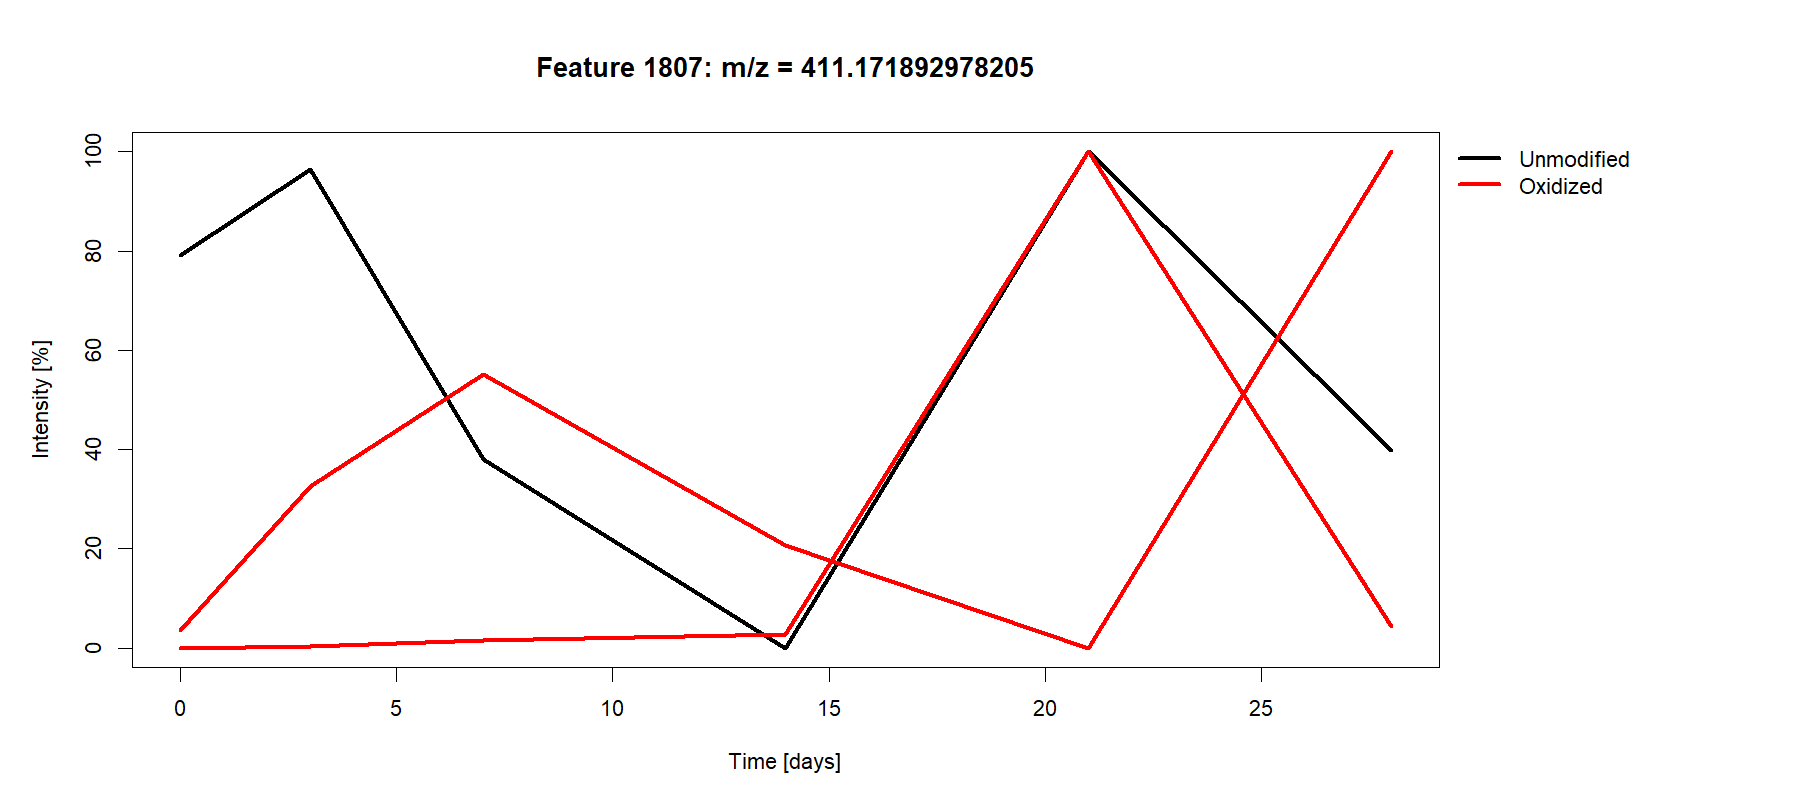 Feature 1807: m/z = 411.171892978205
100
80
60
40
20
0
Intensity [%]
0 5 10 15 20 25
Time [days]
Unmodified
Oxidized